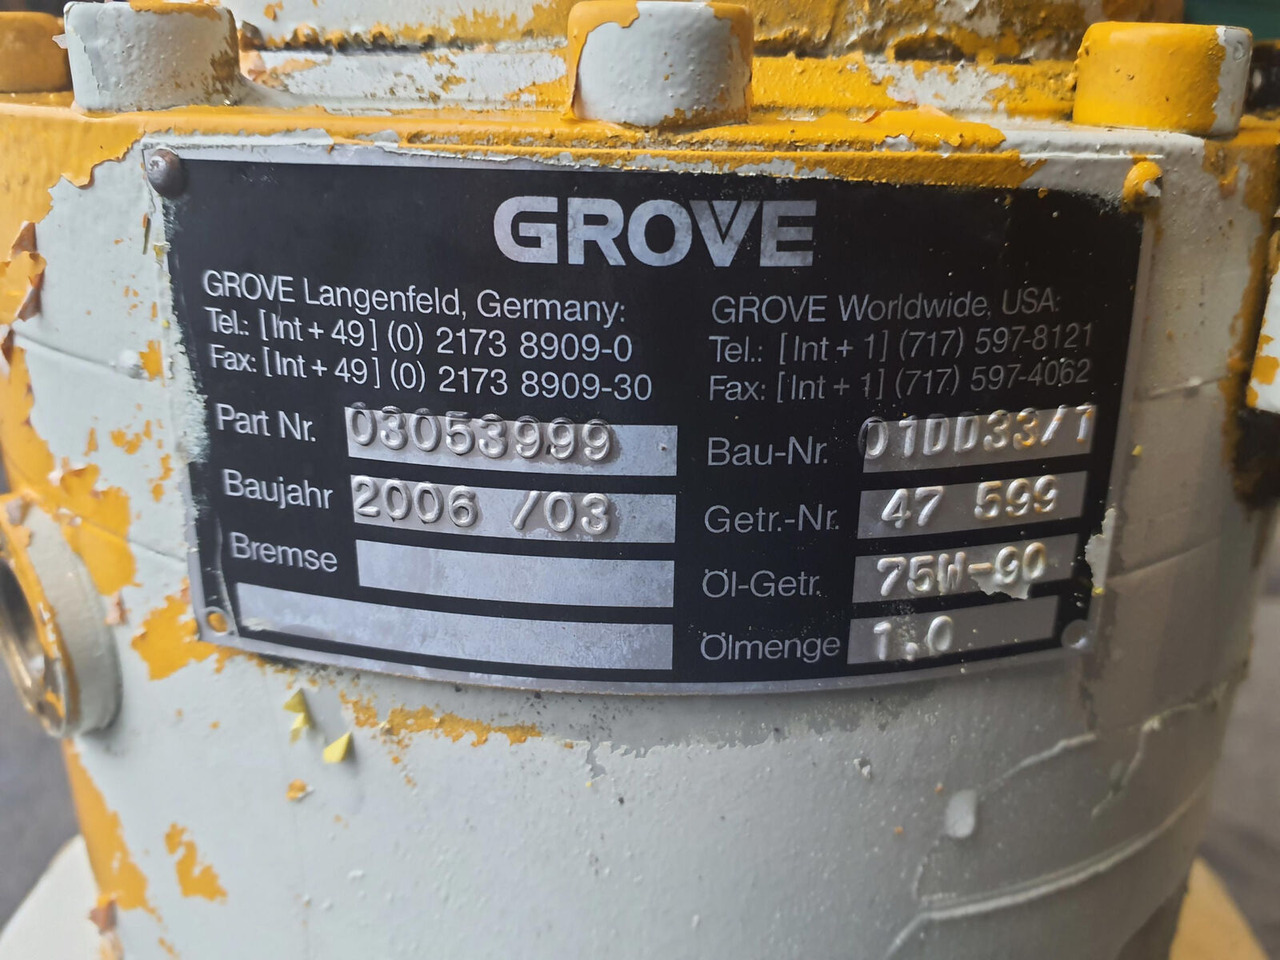 GROVE
GROVE Langenfeld, Germany:
Tel.: [Int + 49] (0) 2173 8909-0
Fax: [Int + 49] (0) 2173 8909-30
GROVE Worldwide, USA:
Tel.: [Int + 1] (717) 597-8121
Fax: [Int + 1] (717) 597-4062
Part Nr. 03053999
Baujahr 2006 /03
Bremse
Bau-Nr. 01DD33/1
Getr.-Nr. 47 599
Öl-Getr. 75W-90
Ölmenge 1.0